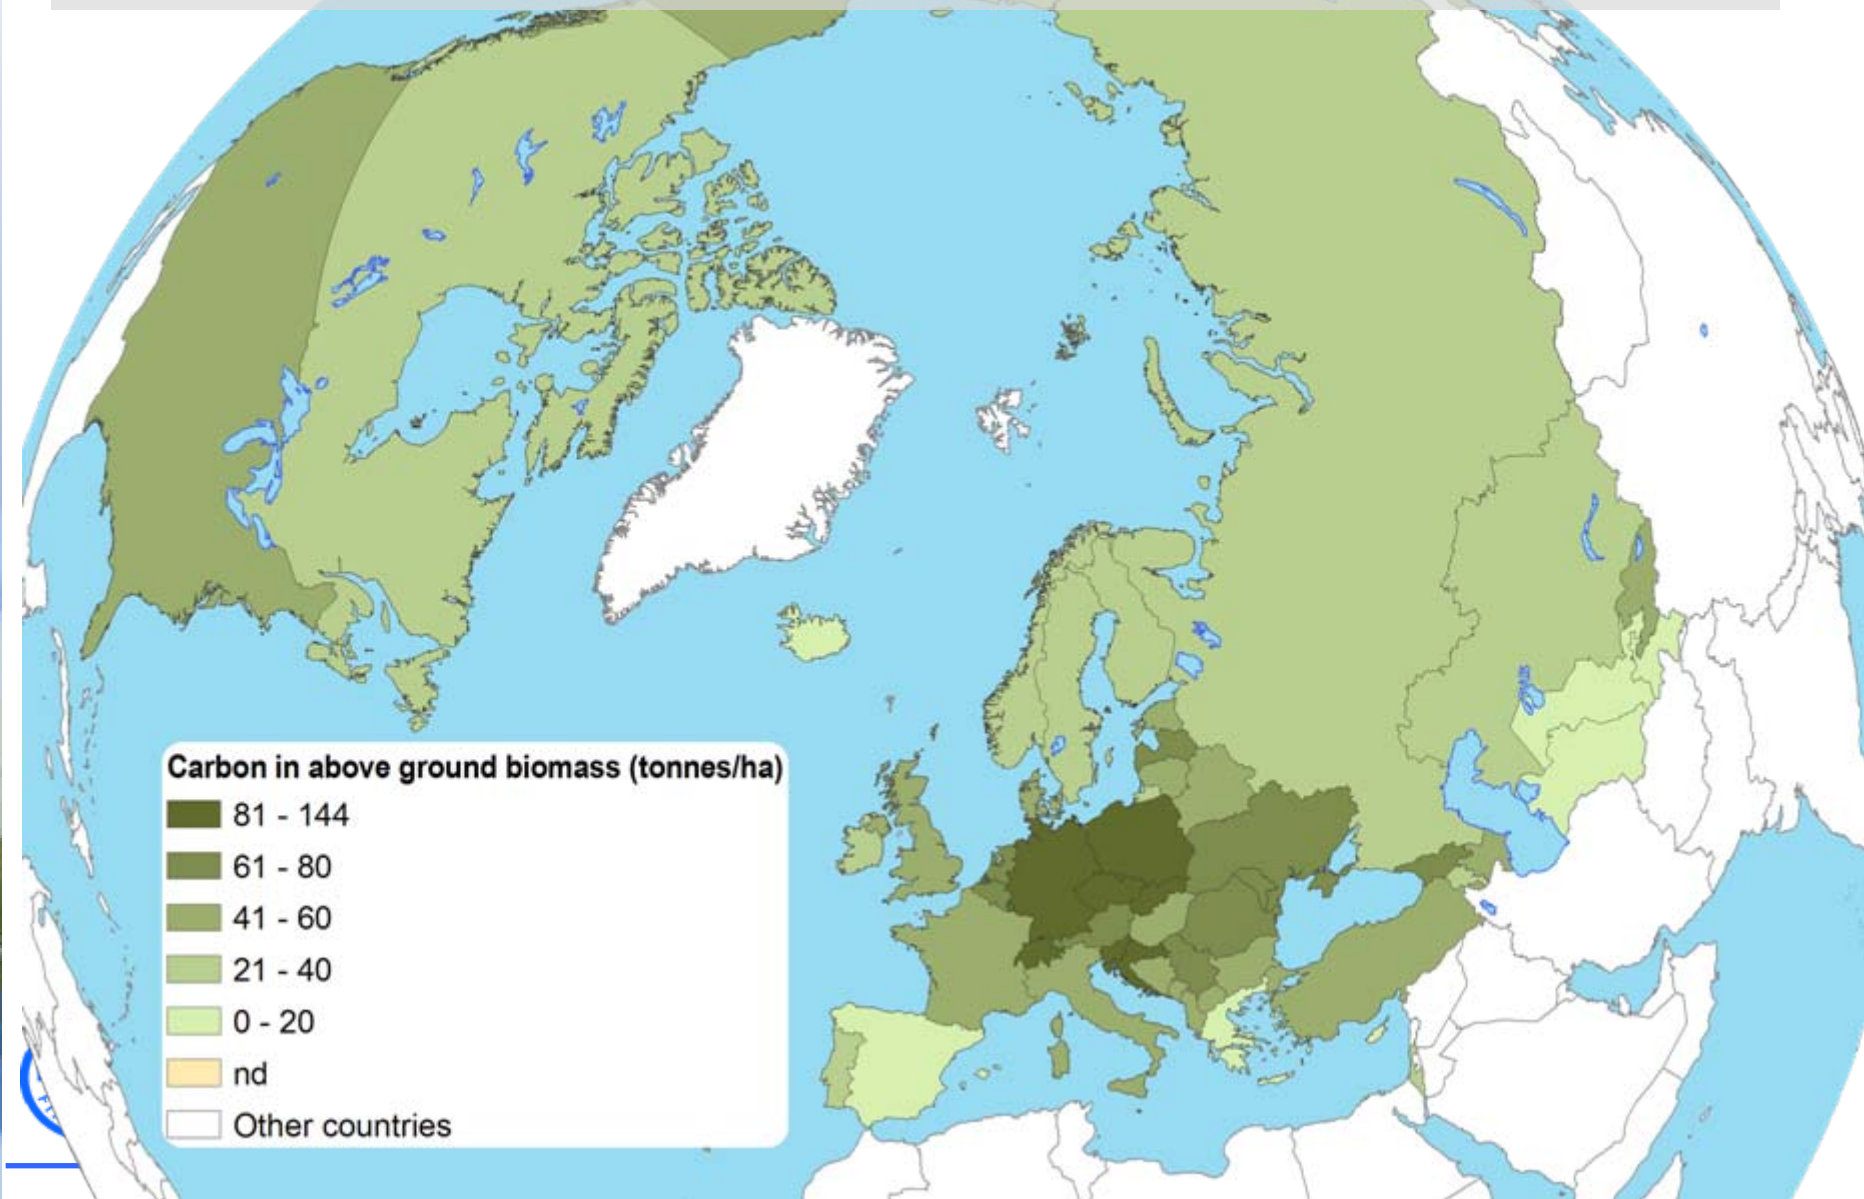 Carbon in above ground biomass (tonnes/ha)
81 - 144
61 - 80
41 - 60
21 - 40
0 - 20
nd
Other countries